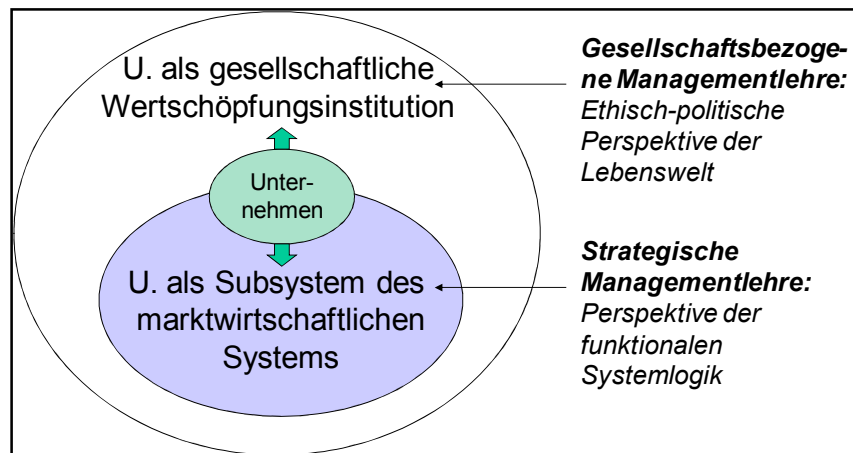 U. als gesellschaftliche
Wertschöpfungsinstitution
Unter-
nehmen
U. als Subsystem des
marktwirtschaftlichen
Systems
Gesellschaftsbezoge-
ne Managementlehre:
Ethisch-politische
Perspektive der
Lebenswelt
Strategische
Managementlehre:
Perspektive der
funktionalen
Systemlogik